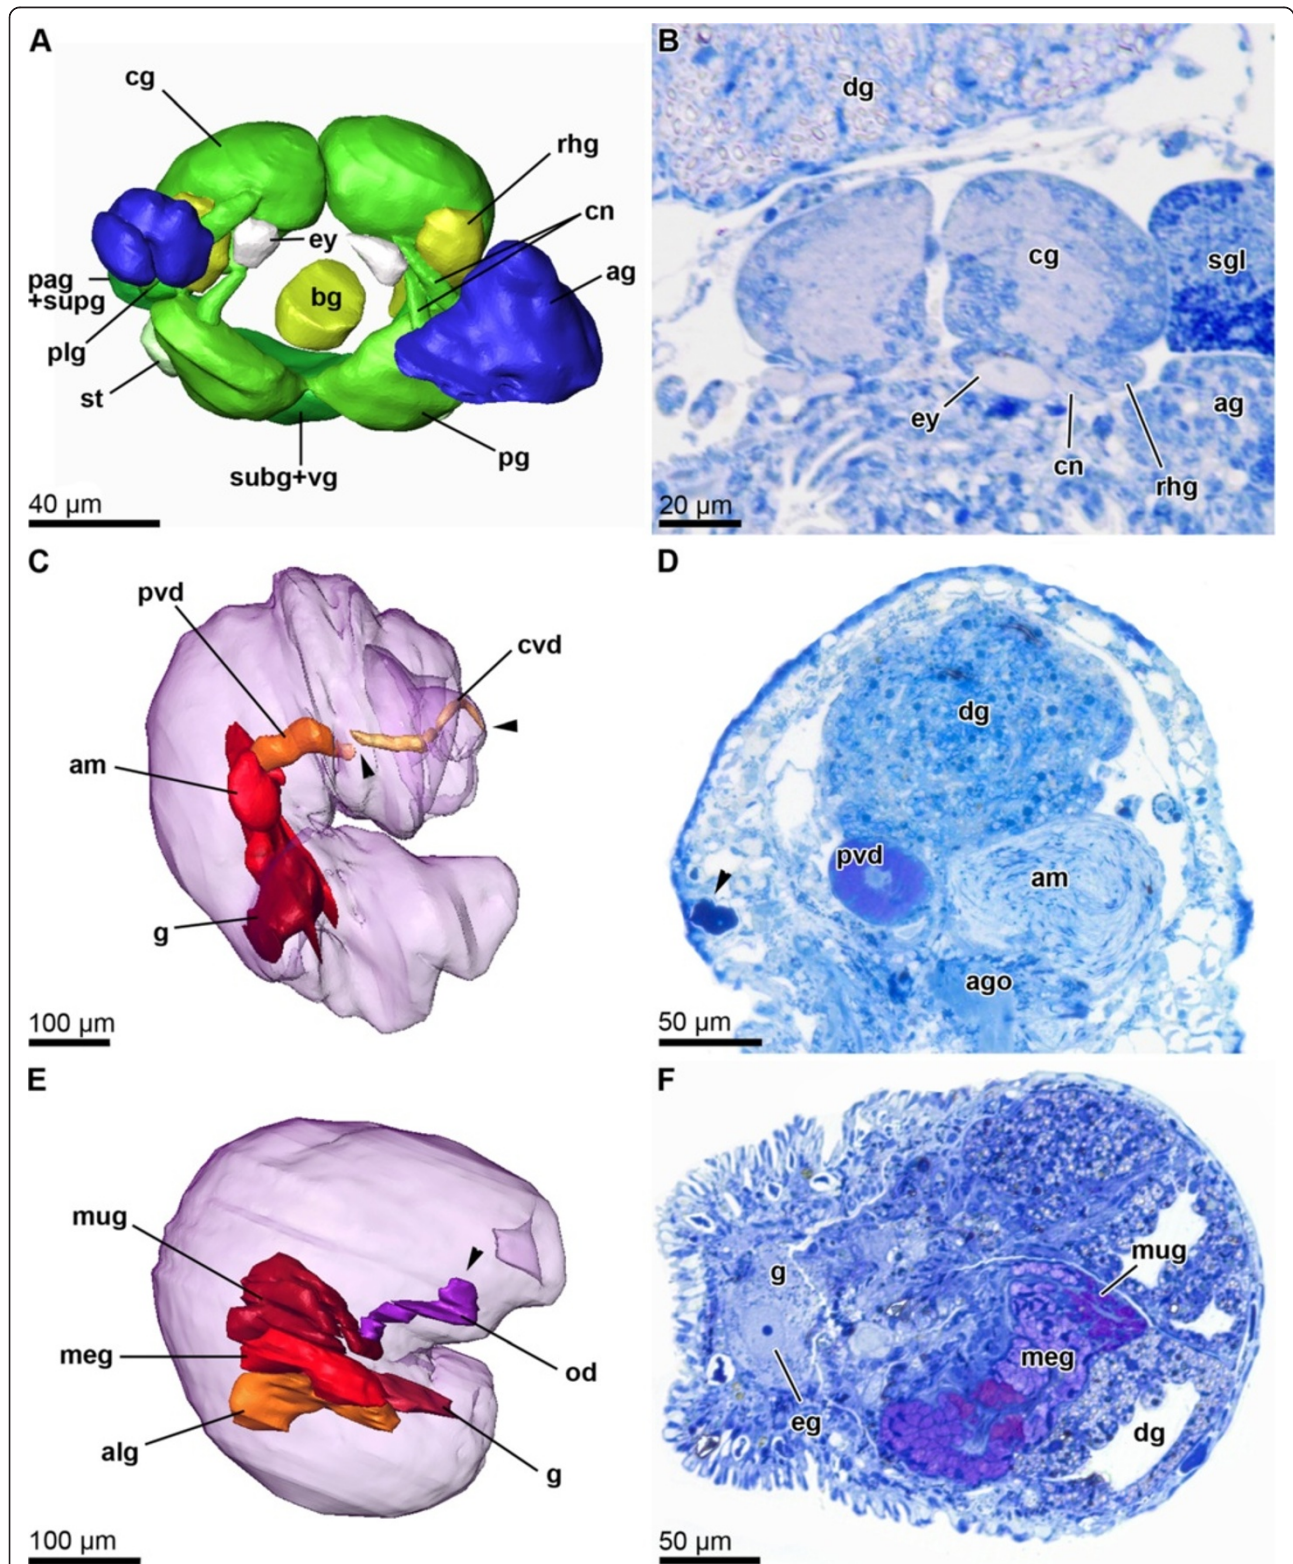 A
cg
rhg
cn
ey
ag
pag
+supg
bg
plg
st
pg
subg+vg
40 µm
B
dg
cg
sgl
ey
ag
cn
rhg
20 µm
C
pvd
cvd
am
g
100 µm
D
dg
pvd
am
ago
50 µm
E
mug
meg
od
alg
g
100 µm
F
mug
g
meg
eg
dg
50 µm